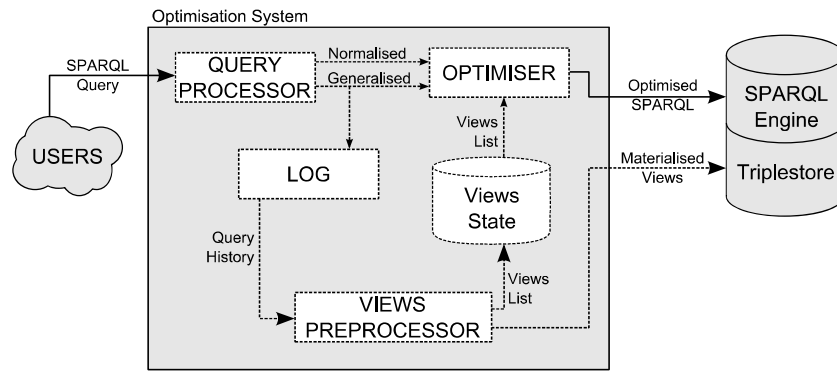 Optimisation System
SPARQL
Query
USERS
QUERY
PROCESSOR
Normalised
Generalised
OPTIMISER
Optimised
SPARQL
SPARQL
Engine
Triplestore
LOG
Views
List
Views
State
Materialised
Views
Query
History
Views
List
VIEWS
PREPROCESSOR